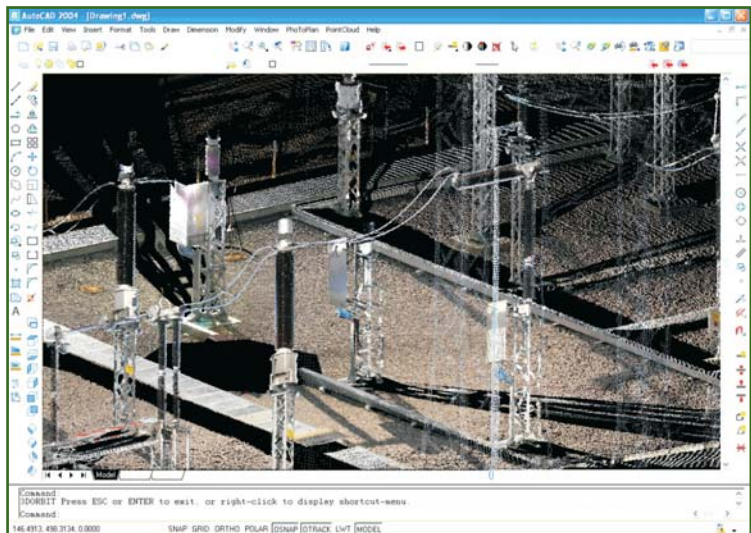 AutoCAD 2004 - [Drawing1.dwg]
File Edit View Insert Format Tools Draw Dimension Modify Window PhoToPlan PointCloud Help
A
Model
Command:
3DORBIT Press ESC or ENTER to exit, or right-click to display shortcut-menu.
Command:
146.4913, 498.3134, 0.0000 SNAP GRID ORTHO POLAR OSNAP OTRACK LWT MODEL